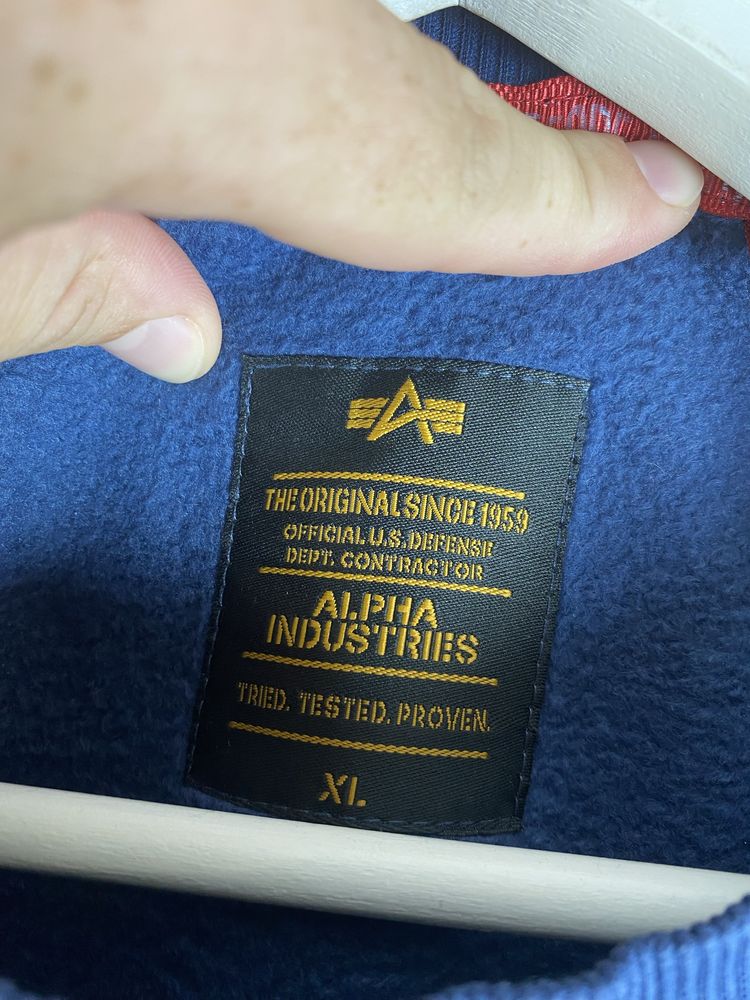 THE ORIGINAL SINCE 1959
OFFICIAL U.S. DEFENSE
DEPT. CONTRACTOR
ALPHA
INDUSTRIES
TRIED. TESTED. PROVEN.
XL